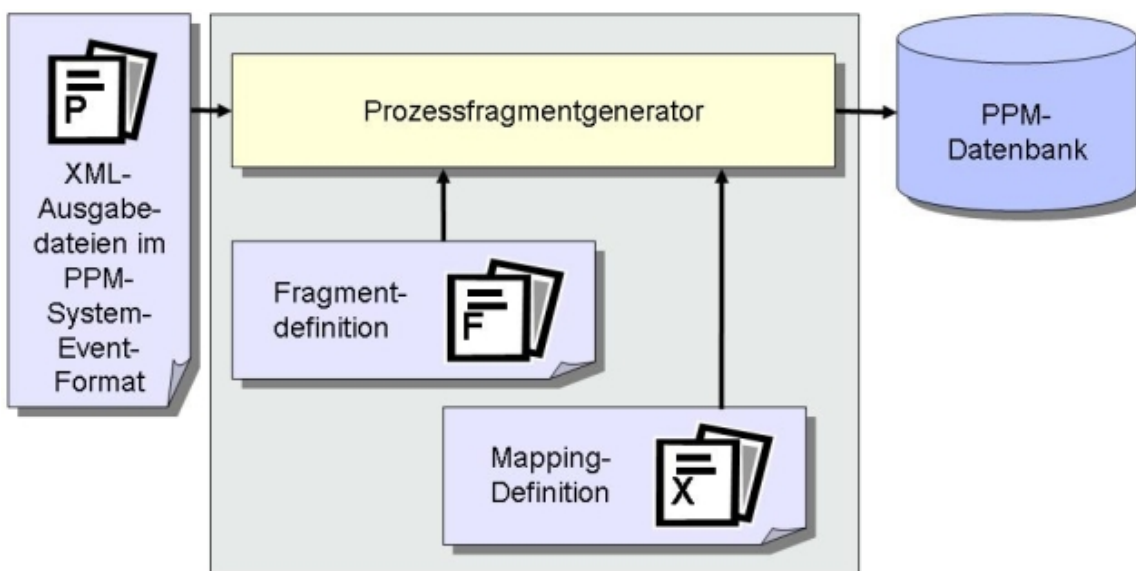 P
XML-
Ausgabe-
dateien im
PPM-
System-
Event-
Format
Prozessfragmentgenerator
PPM-
Datenbank
Fragment-
definition
F
Mapping-
Definition
X